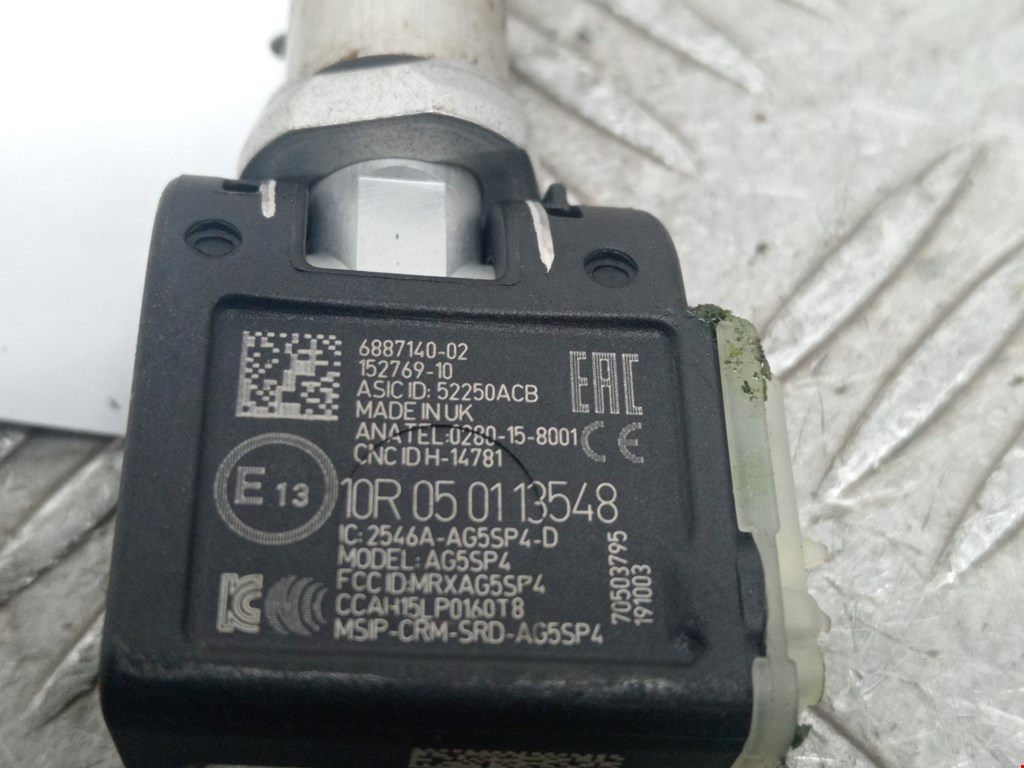 6887140-02
152769-10
ASIC ID: 52250ACB
MADE IN UK
ANATEL:0280-15-8001
CNC ID H-14781
EAC
CE
E 13
10R 05 01 13548
IC: 2546A-AG5SP4-D
MODEL: AG5SP4
FCC ID:MRXAG5SP4
CCAH15LP0160T8
MSIP-CRM-SRD-AG5SP4
70503795
191003